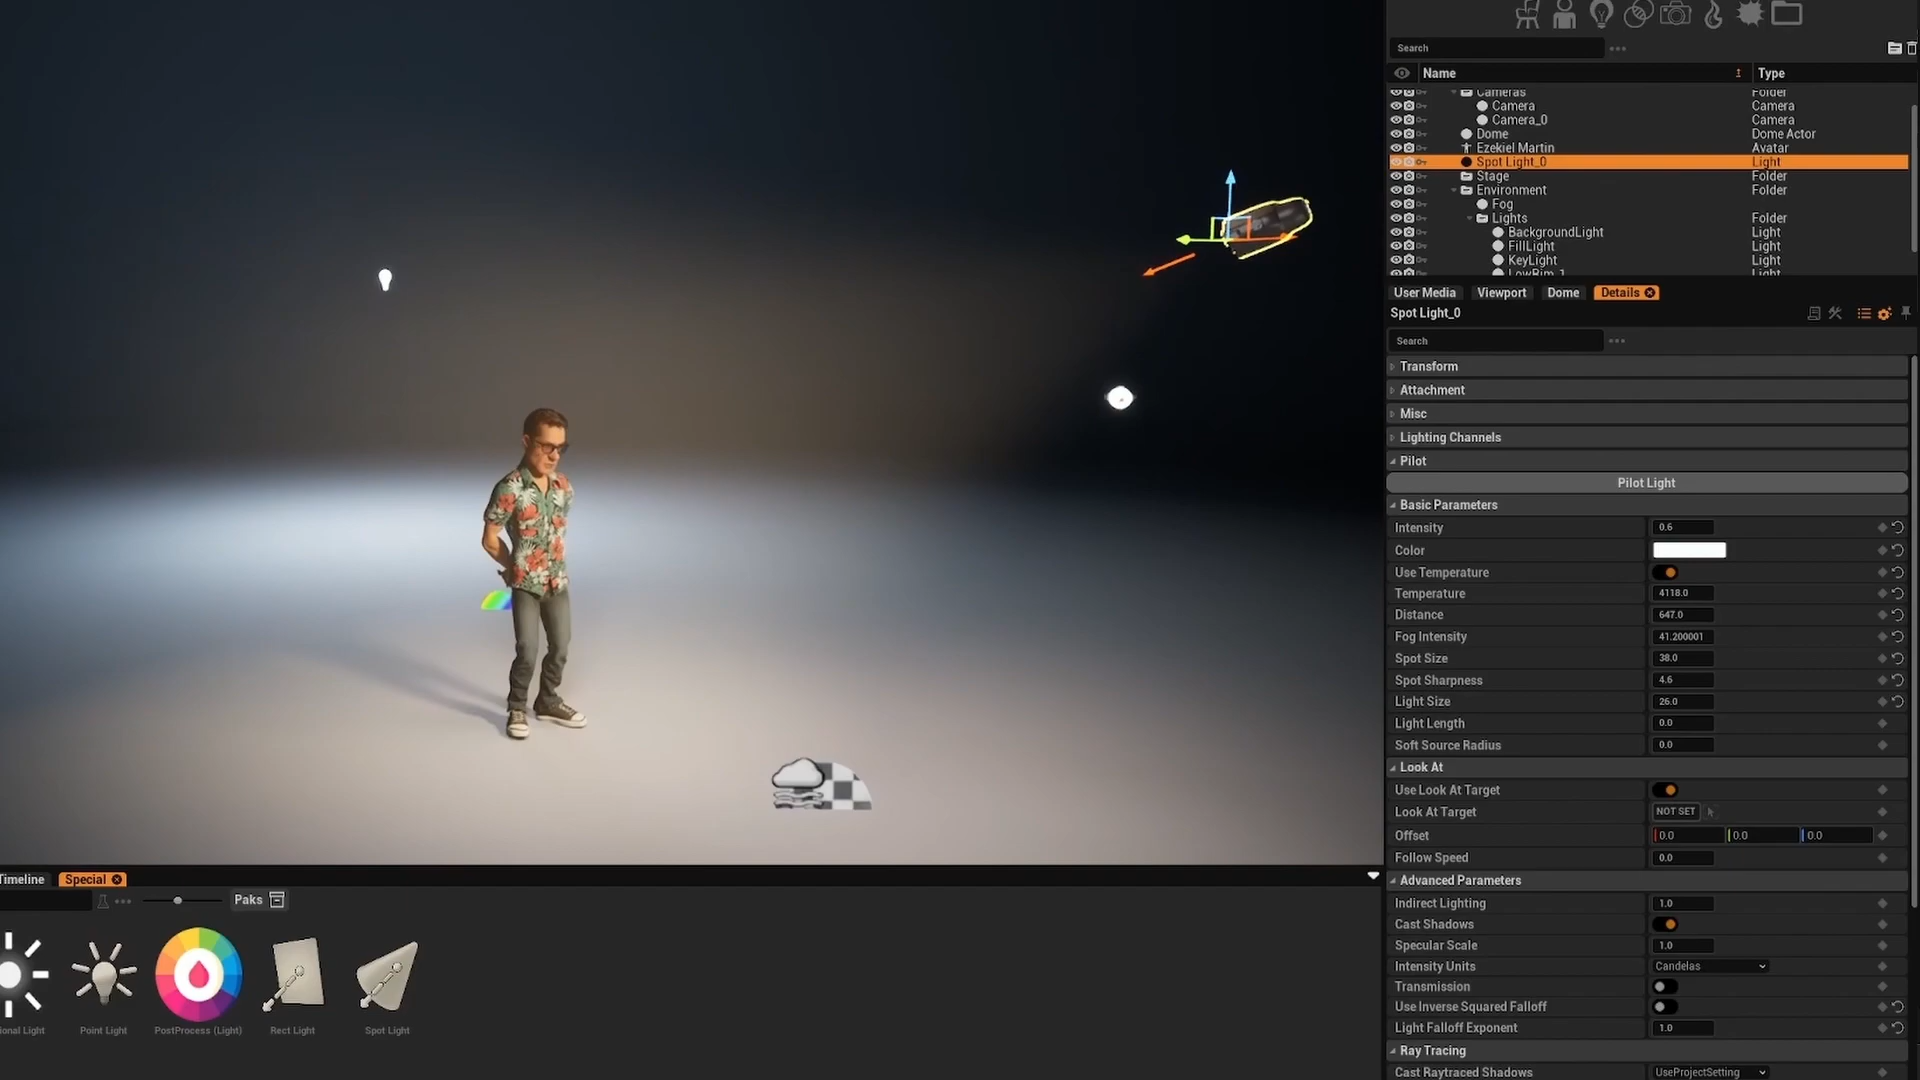 Search
Name
Type
Cameras
Folder
Camera
Camera
Camera_0
Camera
Dome
Dome Actor
Ezekiel Martin
Avatar
Spot Light_0
Light
Stage
Folder
Environment
Folder
Fog
Lights
Folder
BackgroundLight
Light
FillLight
Light
KeyLight
Light
LowRim_1
Light
User Media
Viewport
Dome
Details
Spot Light_0
Search
Transform
Attachment
Misc
Lighting Channels
Pilot
Pilot Light
Basic Parameters
Intensity
0.6
Color
Use Temperature
Temperature
4118.0
Distance
647.0
Fog Intensity
41.200001
Spot Size
38.0
Spot Sharpness
4.6
Light Size
26.0
Light Length
0.0
Soft Source Radius
0.0
Look At
Use Look At Target
Look At Target
NOT SET
Offset
0.0
0.0
0.0
Follow Speed
0.0
Advanced Parameters
Indirect Lighting
1.0
Cast Shadows
Specular Scale
1.0
Intensity Units
Candelas
Transmission
Use Inverse Squared Falloff
Light Falloff Exponent
1.0
Ray Tracing
Cast Raytraced Shadows
UseProjectSetting
Timeline
Special
Paks
ional Light
Point Light
PostProcess (Light)
Rect Light
Spot Light